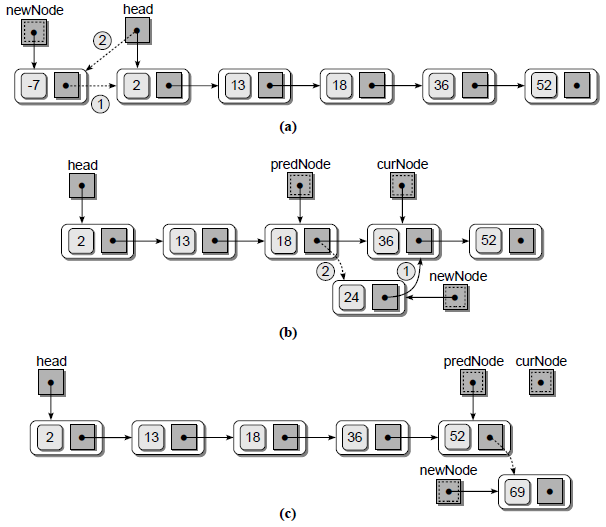 newNode head
2
-7 1 2 13 18 36 52
(a)
head predNode curNode
2 13 18 36 52
2 1 newNode
24
(b)
head predNode curNode
2 13 18 36 52
newNode
69
(c)